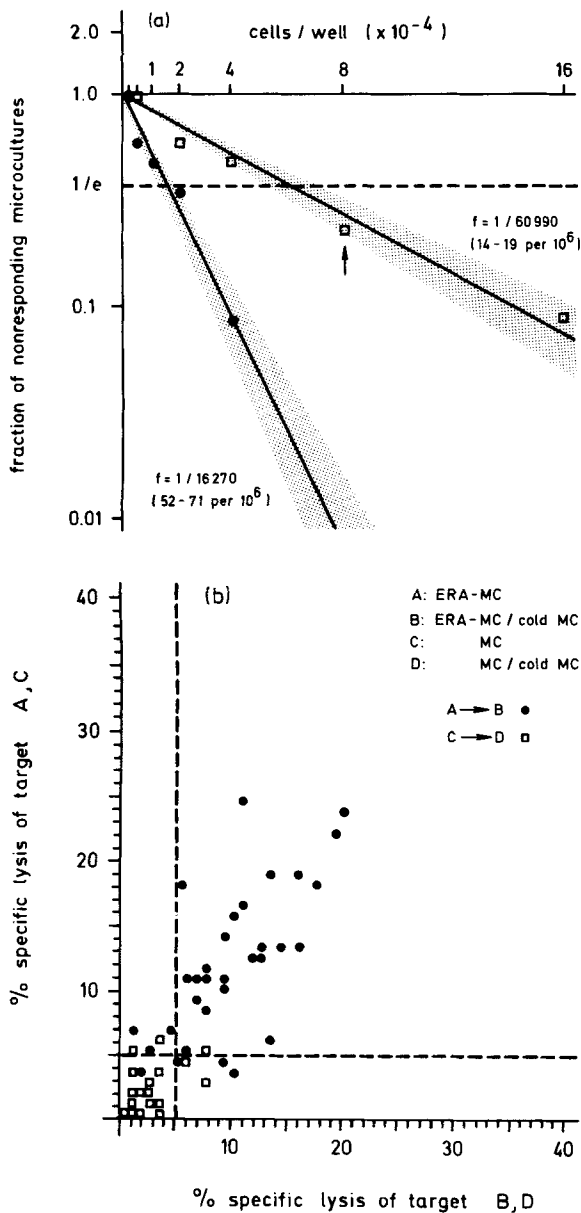 (a)
cells / well (x 10⁻⁴)
1 2 4 8 16
2.0
1.0
1/e
0.1
0.01
fraction of nonresponding microcultures
f = 1 / 60 990
(14 - 19 per 10⁶)
f = 1 / 16 270
( 52 - 71 per 10⁶)
(b)
40
30
20
10
% specific lysis of target A,C
A: ERA-MC
B: ERA-MC / cold MC
C: MC
D: MC / cold MC
A → B ●
C → D □
10 20 30 40
% specific lysis of target B,D